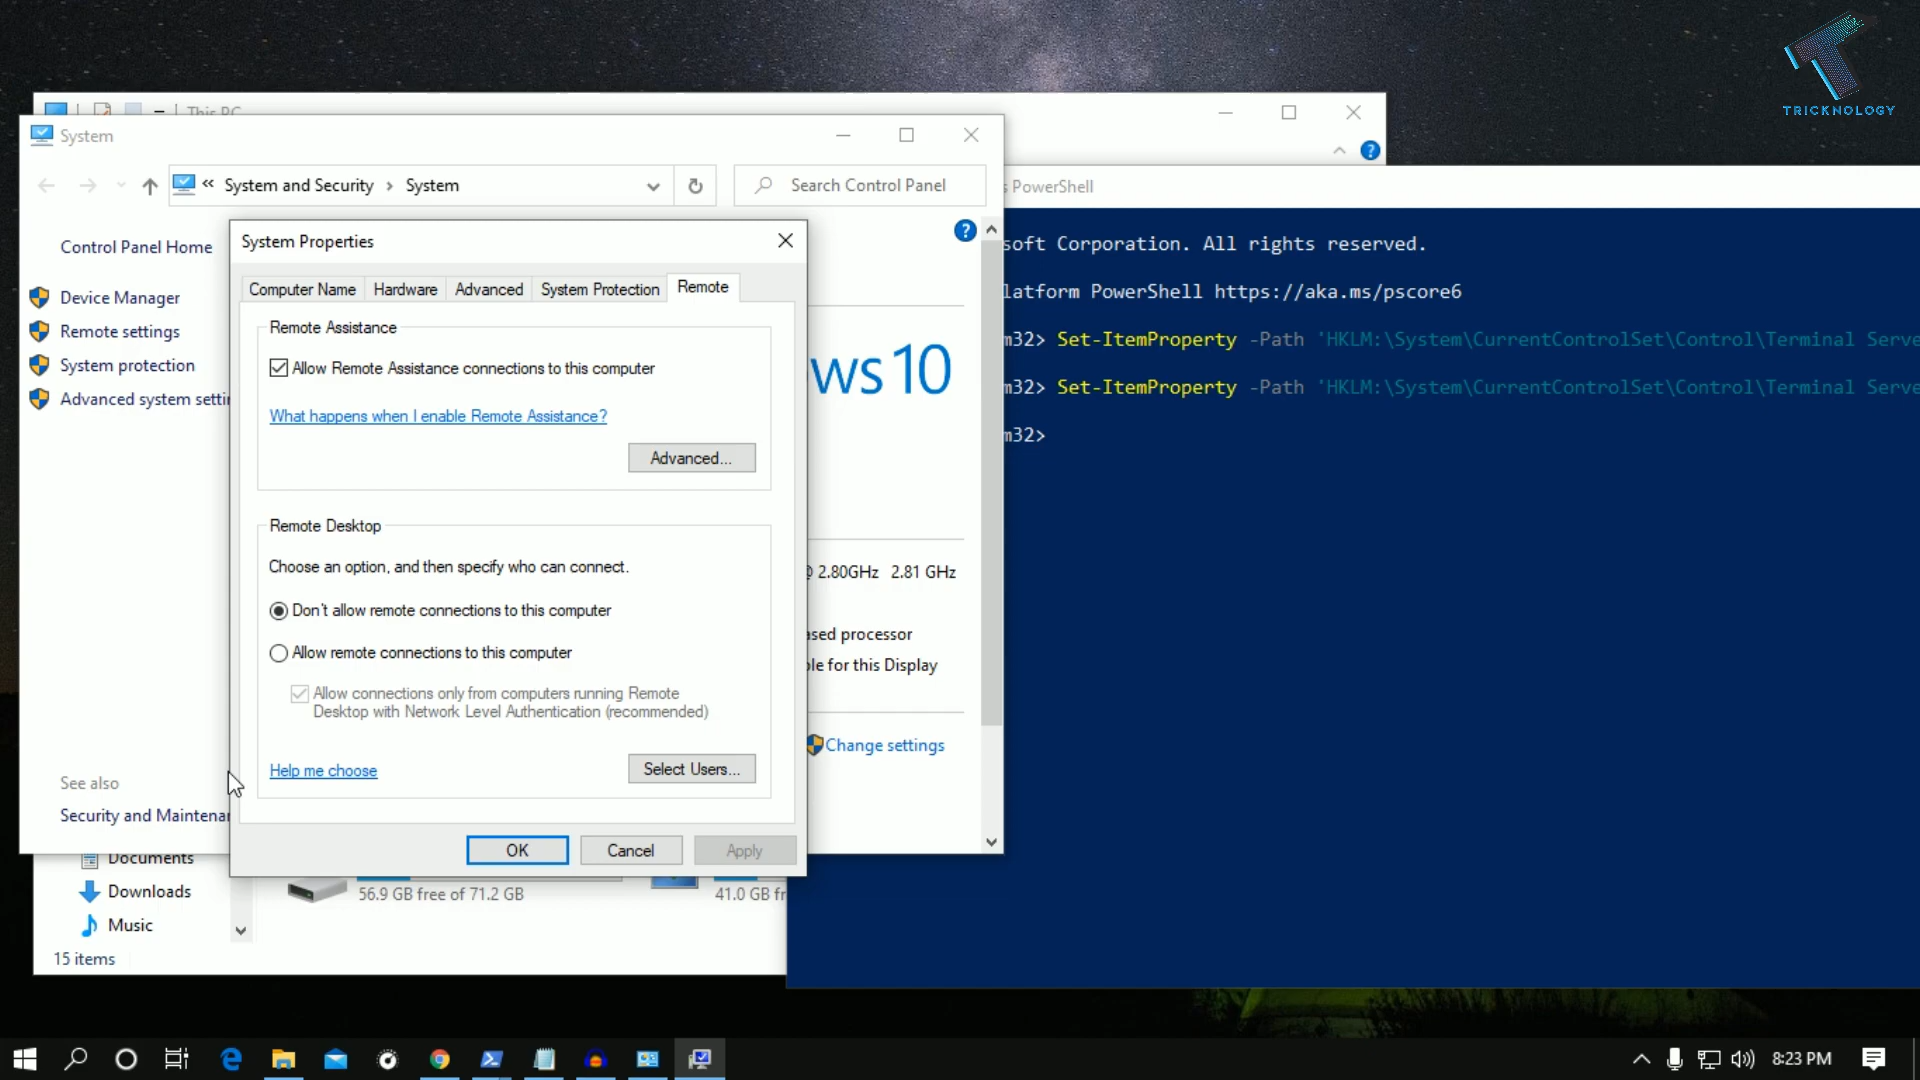 TRICKNOLOGY
This PC
System
System and Security > System
Search Control Panel
PowerShell
Control Panel Home
Device Manager
Remote settings
System protection
See also
System Properties
Computer Name
Hardware
Advanced
System Protection
Remote
Remote Assistance
Allow Remote Assistance connections to this computer
What happens when I enable Remote Assistance?
Advanced...
Remote Desktop
Choose an option, and then specify who can connect.
Don't allow remote connections to this computer
Allow remote connections to this computer
Allow connections only from computers running Remote
Desktop with Network Level Authentication (recommended)
Help me choose
Select Users...
OK
Cancel
Apply
Advanced system setti
Security and Maintenan
ws 10
@ 2.80GHz 2.81 GHz
ased processor
ble for this Display
Change settings
soft Corporation. All rights reserved.
latform PowerShell https://aka.ms/pscore6
m32> Set-ItemProperty -Path 'HKLM:\System\CurrentControlSet\Control\Terminal Serve
m32> Set-ItemProperty -Path 'HKLM:\System\CurrentControlSet\Control\Terminal Serve
m32>
Documents
Downloads
Music
56.9 GB free of 71.2 GB
41.0 GB fr
15 items
8:23 PM